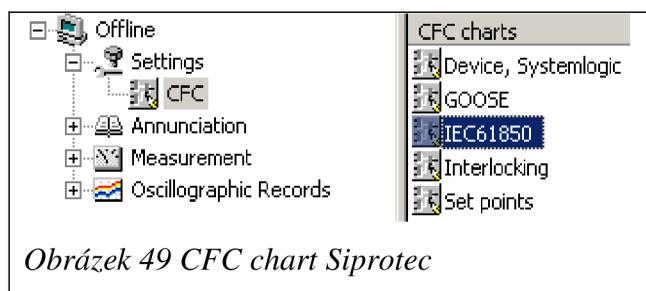 Offline
Settings
CFC
Annunciation
Measurement
Oscillographic Records
CFC charts
Device, Systemlogic
GOOSE
IEC61850
Interlocking
Set points
Obrázek 49 CFC chart Siprotec